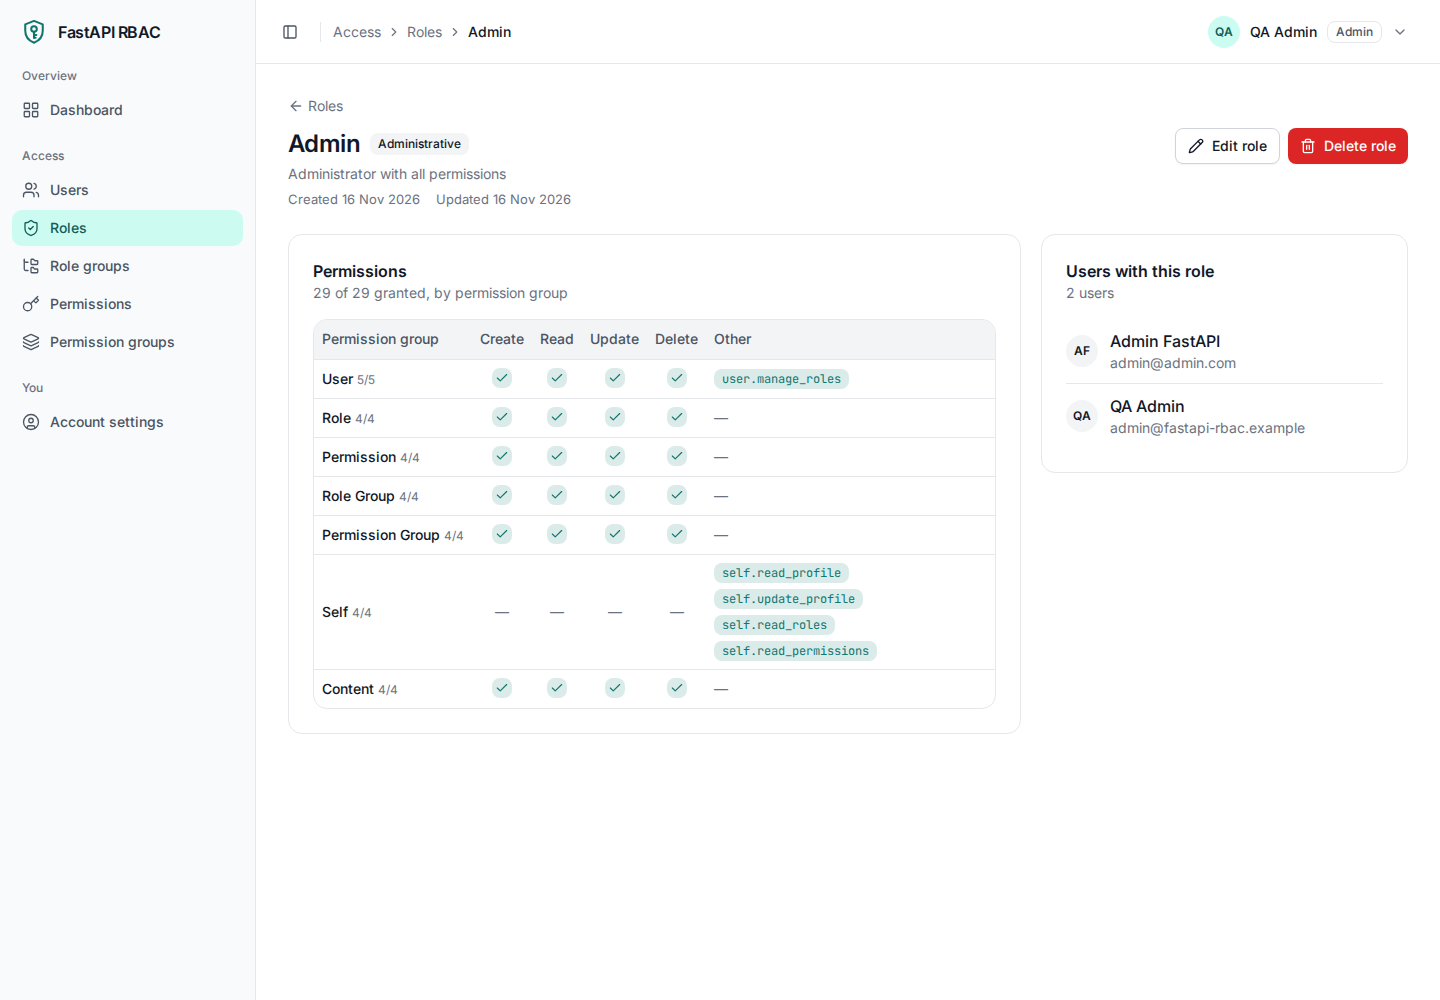 FastAPI RBAC
Overview
Dashboard
Access
Users
Roles
Role groups
Permissions
Permission groups
You
Account settings
Access > Roles > Admin
QA QA Admin Admin
Roles
Admin Administrative
Administrator with all permissions
Created 16 Nov 2026 Updated 16 Nov 2026
Edit role Delete role
Permissions
29 of 29 granted, by permission group
Permission group Create Read Update Delete Other
User 5/5 user.manage_roles
Role 4/4 —
Permission 4/4 —
Role Group 4/4 —
Permission Group 4/4 —
self.read_profile
self.update_profile
Self 4/4 — — — —
self.read_roles
self.read_permissions
Content 4/4 —
Users with this role
2 users
AF Admin FastAPI
admin@admin.com
QA QA Admin
admin@fastapi-rbac.example